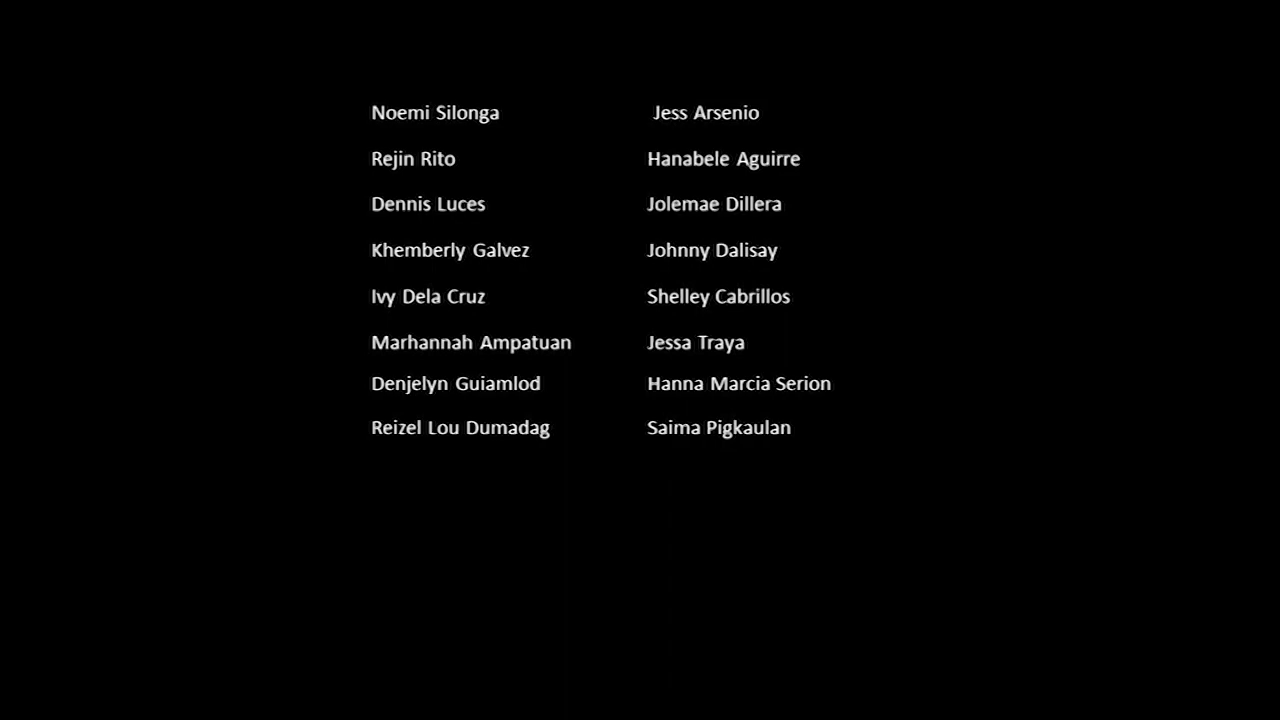 Noemi Silonga Jess Arsenio
Rejin Rito Hanabele Aguirre
Dennis Luces Jolemae Dillera
Khemberly Galvez Johnny Dalisay
Ivy Dela Cruz Shelley Cabrillos
Marhannah Ampatuan Jessa Traya
Denjelyn Guiamlod Hanna Marcia Serion
Reizel Lou Dumadag Saima Pigkaulan